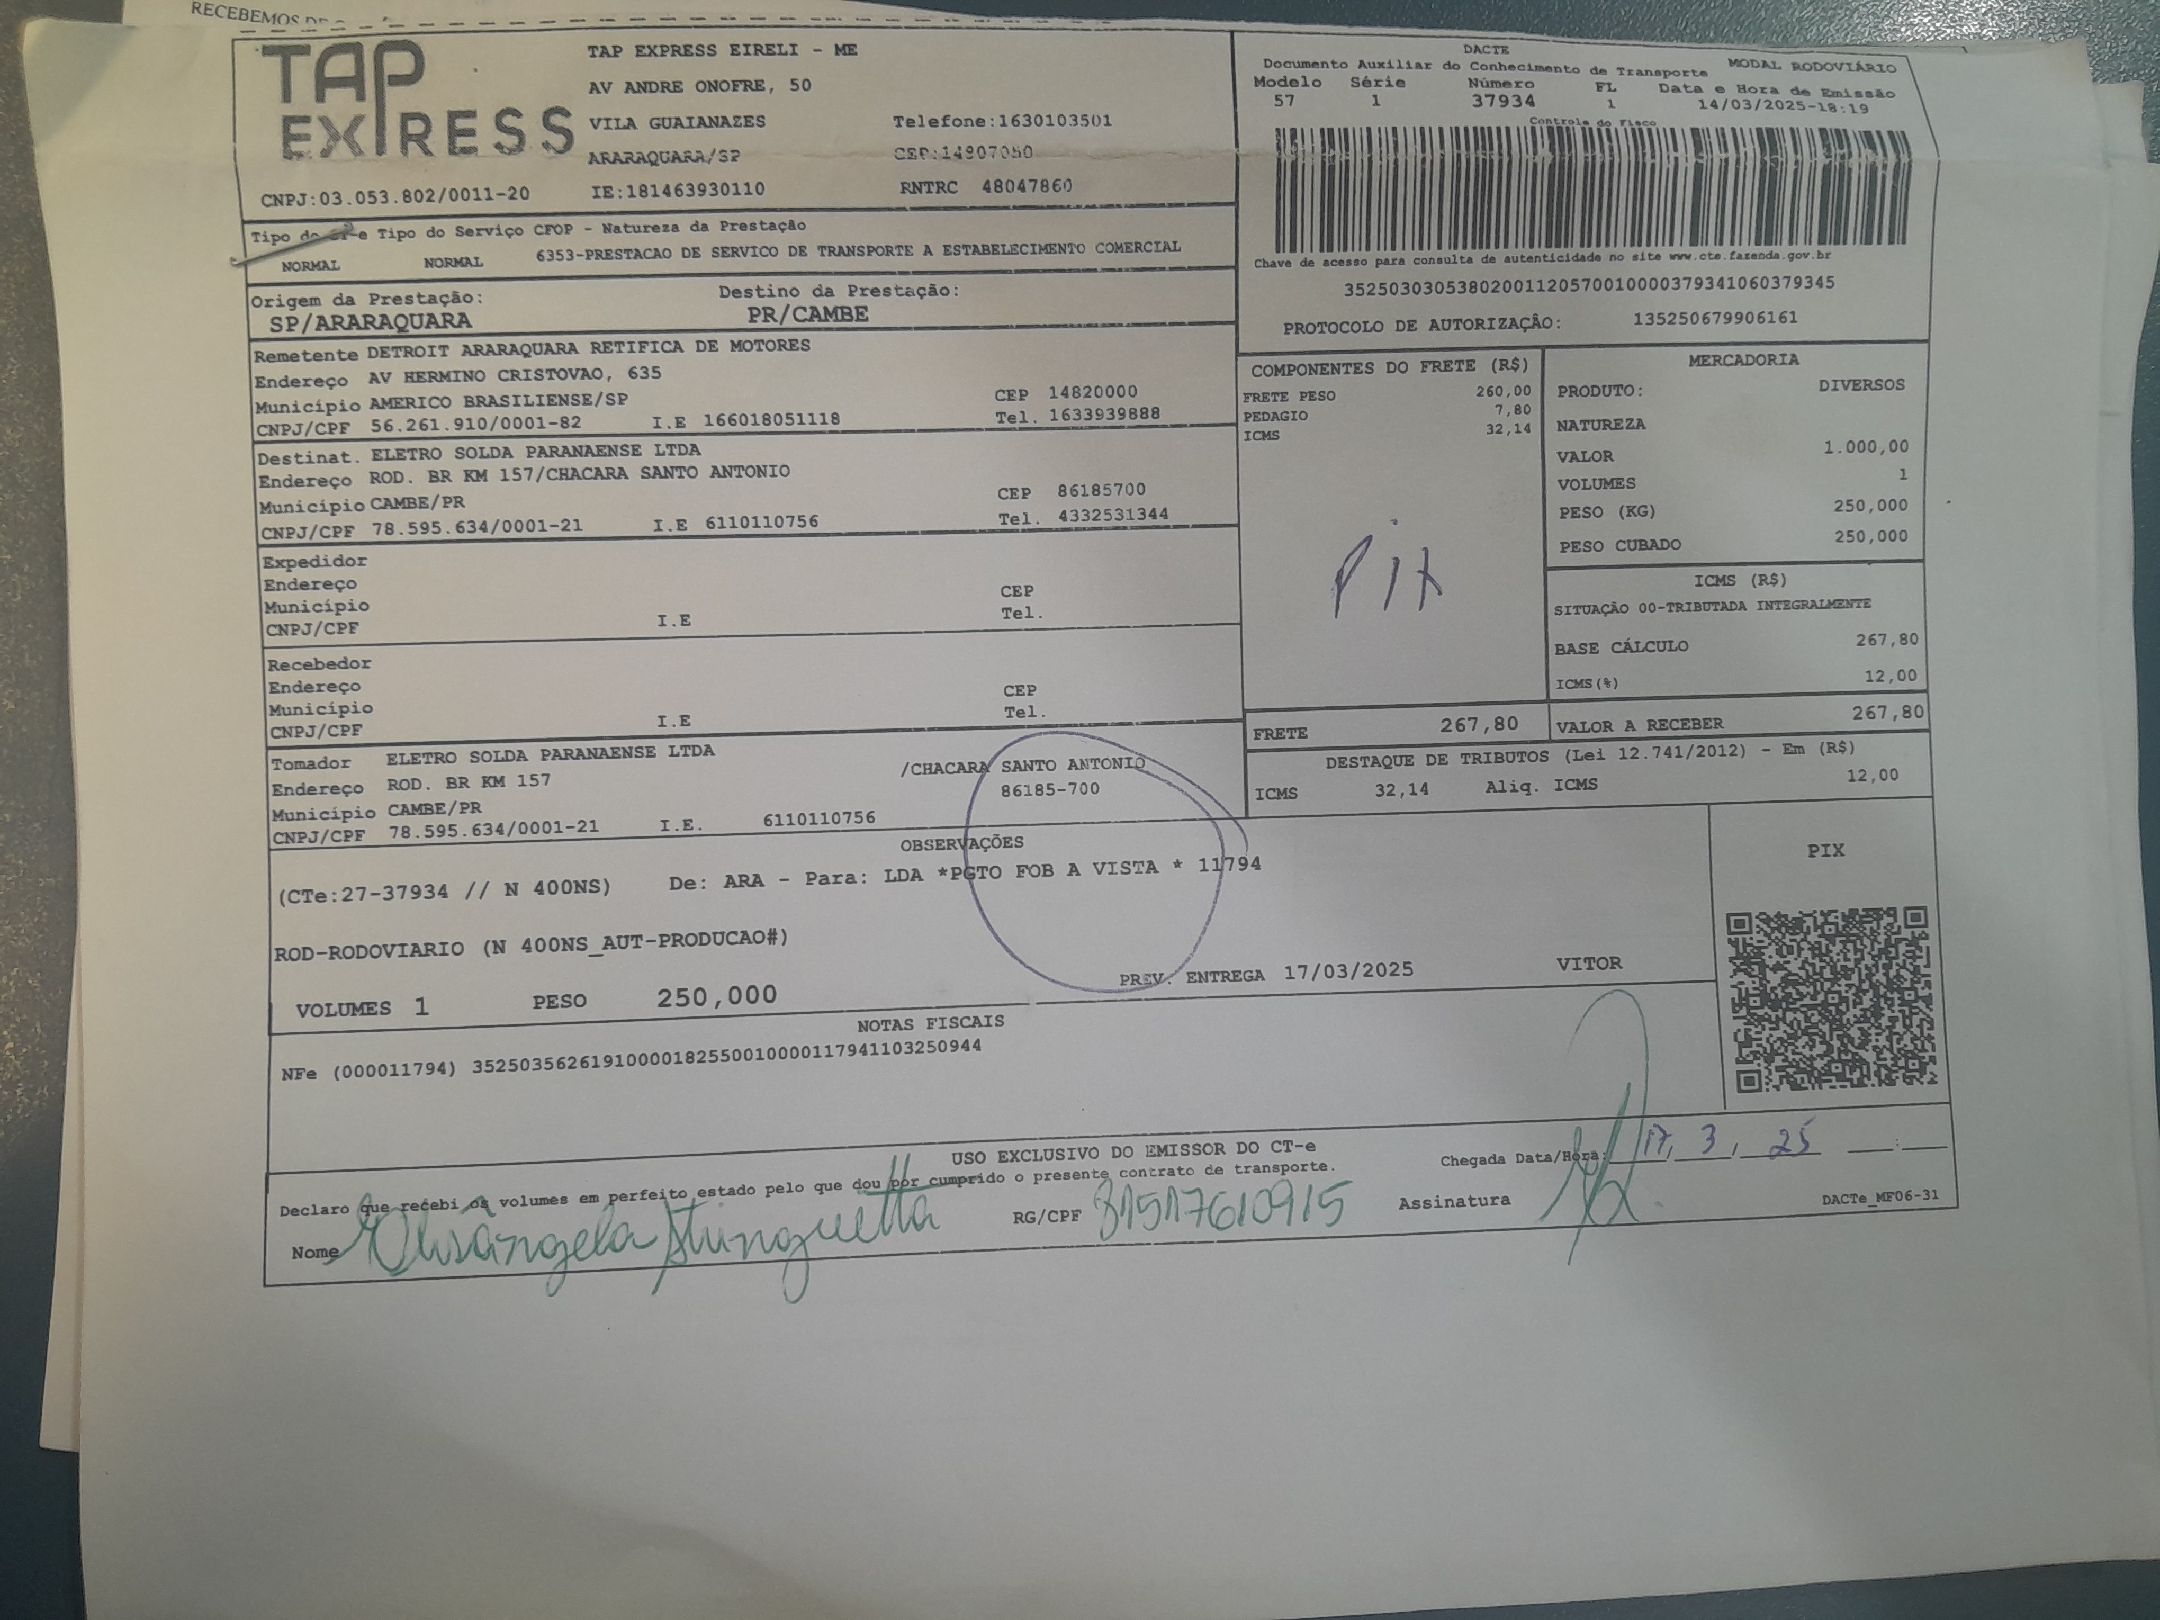 RECEBEMOS DE
TAP EXPRESS
TAP EXPRESS EIRELI - ME
AV ANDRE ONOFRE, 50
VILA GUAIANAZES Telefone:1630103501
ARARAQUARA/SP CEP:14807050
CNPJ:03.053.802/0011-20 IE:181463930110 RNTRC 48047860
DACTE
Documento Auxiliar do Conhecimento de Transporte MODAL RODOVIÁRIO
Modelo Série Número FL Data e Hora de Emissão
57 1 37934 1 14/03/2025-18:19
Controle do Fisco
Chave de acesso para consulta de autenticidade no site www.cte.fazenda.gov.br
35250303053802001120570010000379341060379345
PROTOCOLO DE AUTORIZAÇÃO: 135250679906161
Tipo do CT-e Tipo do Serviço CFOP - Natureza da Prestação
NORMAL NORMAL 6353-PRESTACAO DE SERVICO DE TRANSPORTE A ESTABELECIMENTO COMERCIAL
Origem da Prestação: Destino da Prestação:
SP/ARARAQUARA PR/CAMBE
Remetente DETROIT ARARAQUARA RETIFICA DE MOTORES
Endereço AV HERMINO CRISTOVAO, 635
Município AMERICO BRASILIENSE/SP CEP 14820000
CNPJ/CPF 56.261.910/0001-82 I.E 166018051118 Tel. 1633939888
Destinat. ELETRO SOLDA PARANAENSE LTDA
Endereço ROD. BR KM 157/CHACARA SANTO ANTONIO
Município CAMBE/PR CEP 86185700
CNPJ/CPF 78.595.634/0001-21 I.E 6110110756 Tel. 4332531344
Expedidor
Endereço
Município CEP
CNPJ/CPF I.E Tel.
Recebedor
Endereço
Município CEP
CNPJ/CPF I.E Tel.
Tomador ELETRO SOLDA PARANAENSE LTDA
Endereço ROD. BR KM 157 /CHACARA SANTO ANTONIO
Município CAMBE/PR 86185-700
CNPJ/CPF 78.595.634/0001-21 I.E. 6110110756
COMPONENTES DO FRETE (R$)
FRETE PESO 260,00
PEDAGIO 7,80
ICMS 32,14
Pix
FRETE 267,80
MERCADORIA
PRODUTO: DIVERSOS
NATUREZA
VALOR 1.000,00
VOLUMES 1
PESO (KG) 250,000
PESO CUBADO 250,000
ICMS (R$)
SITUAÇÃO 00-TRIBUTADA INTEGRALMENTE
BASE CÁLCULO 267,80
ICMS(%) 12,00
VALOR A RECEBER 267,80
DESTAQUE DE TRIBUTOS (Lei 12.741/2012) - Em (R$)
ICMS 32,14 Aliq. ICMS 12,00
OBSERVAÇÕES
(CTe:27-37934 // N 400NS) De: ARA - Para: LDA *PGTO FOB A VISTA * 11794
ROD-RODOVIARIO (N 400NS_AUT-PRODUCAO#)
VOLUMES 1 PESO 250,000 PREV. ENTREGA 17/03/2025 VITOR
PIX
NOTAS FISCAIS
NFe (000011794) 35250356261910000182550010000117941103250944
USO EXCLUSIVO DO EMISSOR DO CT-e
Declaro que recebi os volumes em perfeito estado pelo que dou por cumprido o presente contrato de transporte.
Chegada Data/Hora: 17, 3, 25 :
Nome Elisângela Stinguetta RG/CPF 81517610915 Assinatura
DACTe_MF06-31